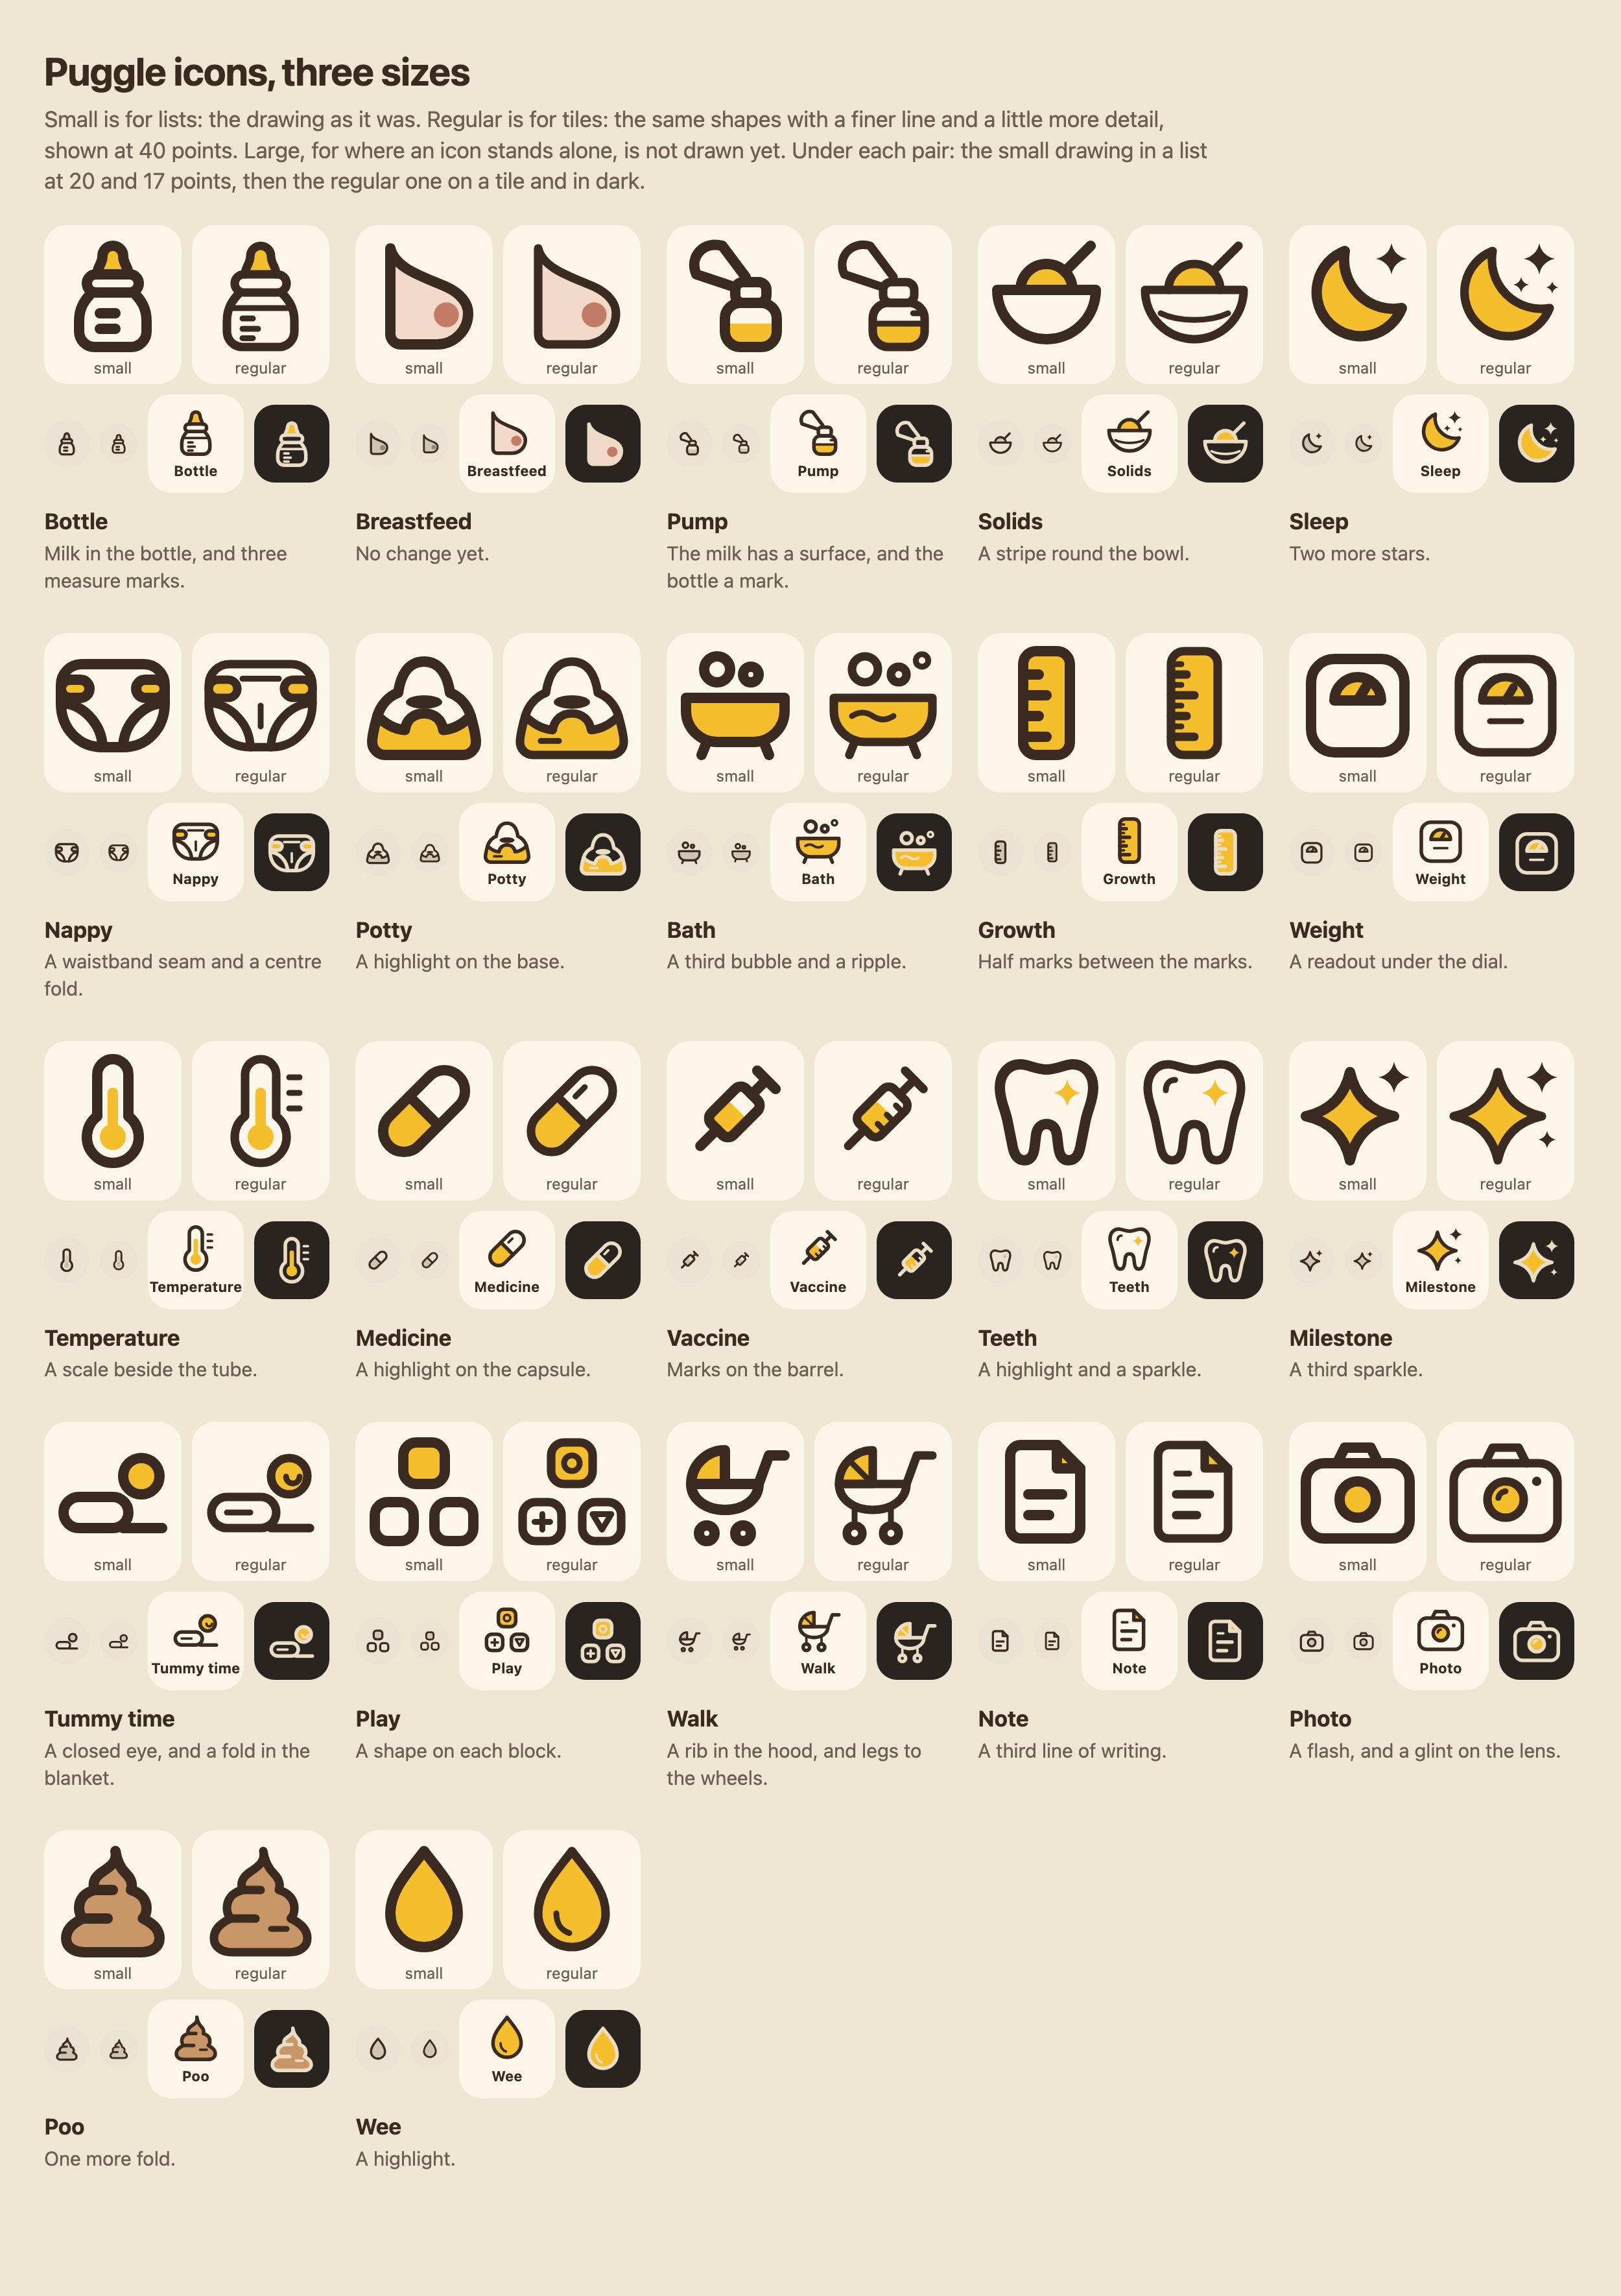 Puggle icons, three sizes
Small is for lists: the drawing as it was. Regular is for tiles: the same shapes with a finer line and a little more detail,
shown at 40 points. Large, for where an icon stands alone, is not drawn yet. Under each pair: the small drawing in a list
at 20 and 17 points, then the regular one on a tile and in dark.
small
regular
small
regular
small
regular
small
regular
small
regular
Bottle
Breastfeed
Pump
Solids
Sleep
Bottle
Milk in the bottle, and three
measure marks.
Breastfeed
No change yet.
Pump
The milk has a surface, and the
bottle a mark.
Solids
A stripe round the bowl.
Sleep
Two more stars.
small
regular
small
regular
small
regular
small
regular
small
regular
Nappy
Potty
Bath
Growth
Weight
Nappy
A waistband seam and a centre
fold.
Potty
A highlight on the base.
Bath
A third bubble and a ripple.
Growth
Half marks between the marks.
Weight
A readout under the dial.
small
regular
small
regular
small
regular
small
regular
small
regular
Temperature
Medicine
Vaccine
Teeth
Milestone
Temperature
A scale beside the tube.
Medicine
A highlight on the capsule.
Vaccine
Marks on the barrel.
Teeth
A highlight and a sparkle.
Milestone
A third sparkle.
small
regular
small
regular
small
regular
small
regular
small
regular
Tummy time
Play
Walk
Note
Photo
Tummy time
A closed eye, and a fold in the
blanket.
Play
A shape on each block.
Walk
A rib in the hood, and legs to
the wheels.
Note
A third line of writing.
Photo
A flash, and a glint on the lens.
small
regular
small
regular
Poo
Wee
Poo
One more fold.
Wee
A highlight.